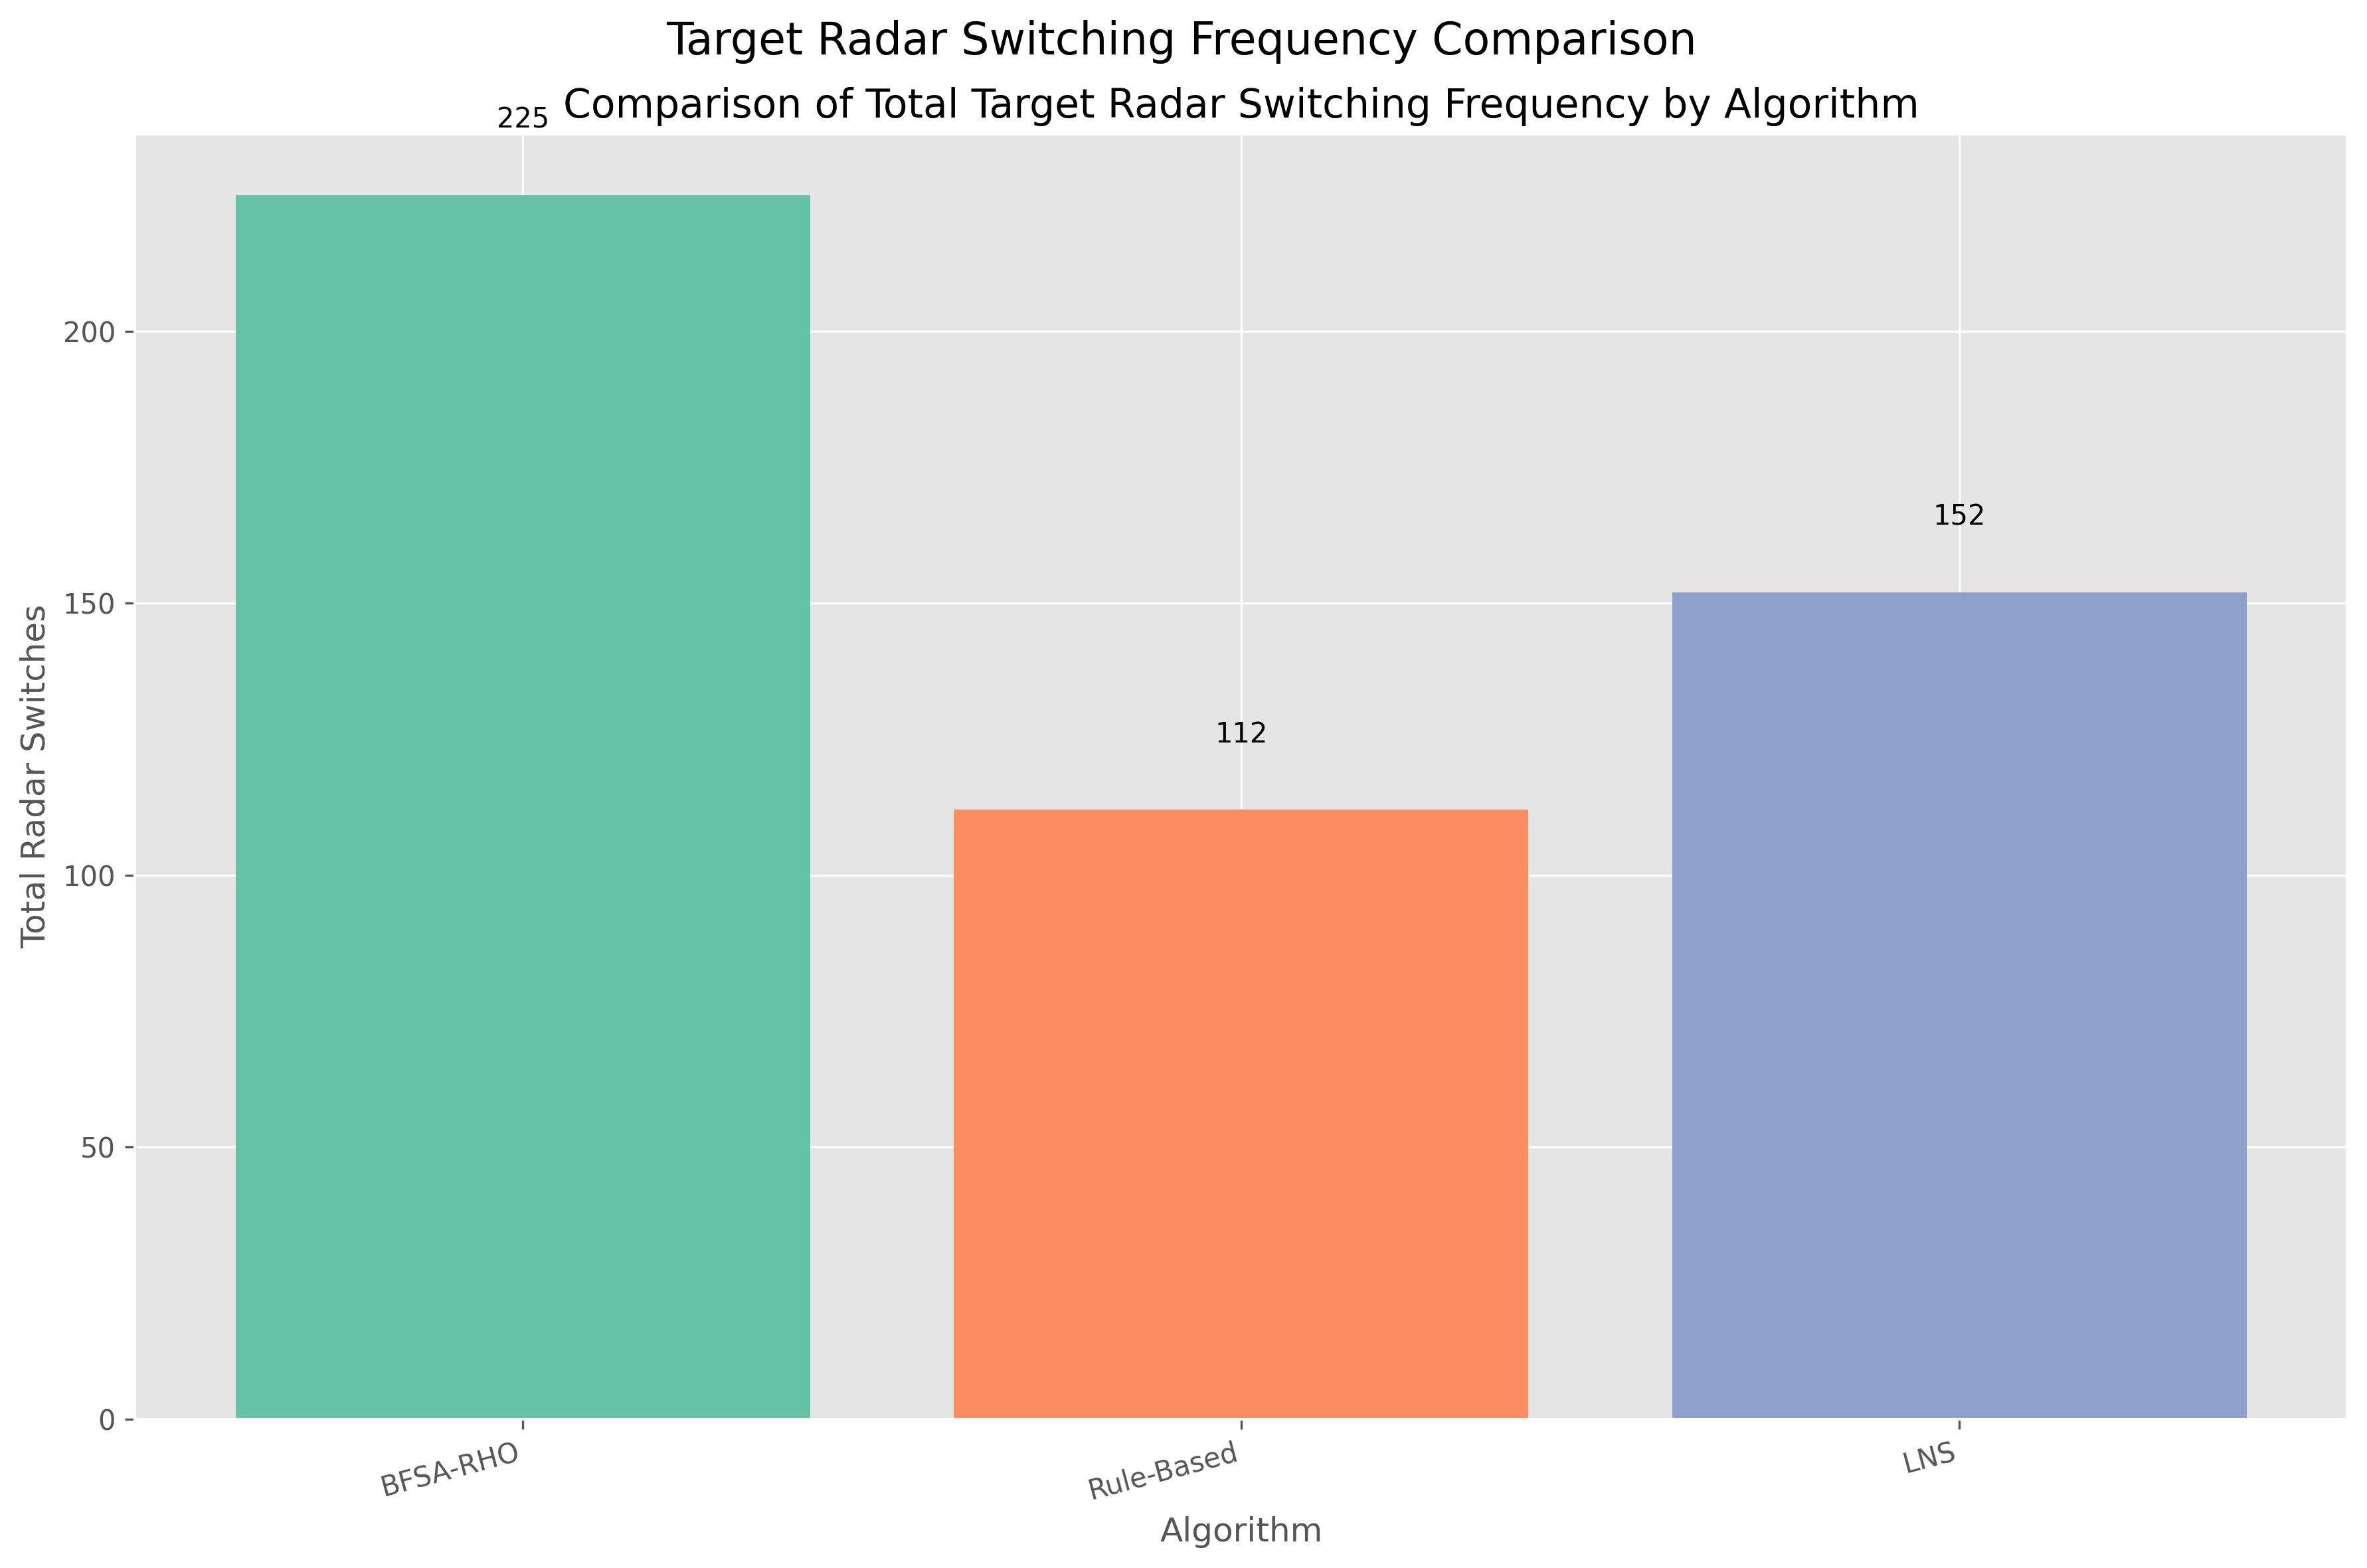 Target Radar Switching Frequency Comparison
Comparison of Total Target Radar Switching Frequency by Algorithm
225
200
152
150
Total Radar Switches
112
100
50
0
BFSA-RHO
Rule-Based
LNS
Algorithm